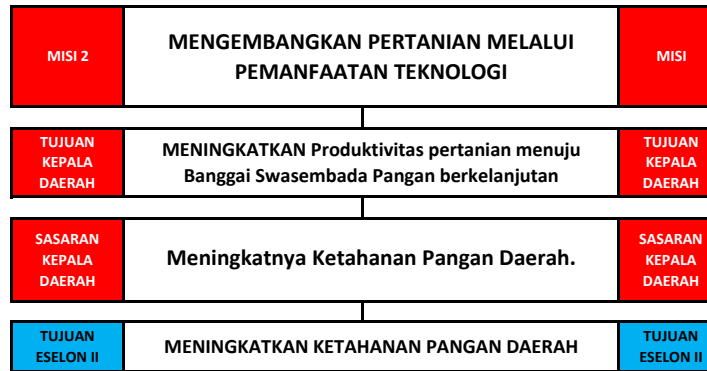 MISI 2
MENGEMBANGKAN PERTANIAN MELALUI
PEMANFAATAN TEKNOLOGI
MISI
TUJUAN
KEPALA
DAERAH
MENINGKATKAN Produktivitas pertanian menuju
Banggai Swasembada Pangan berkelanjutan
TUJUAN
KEPALA
DAERAH
SASARAN
KEPALA
DAERAH
Meningkatnya Ketahanan Pangan Daerah.
SASARAN
KEPALA
DAERAH
TUJUAN
ESELON II
MENINGKATKAN KETAHANAN PANGAN DAERAH
TUJUAN
ESELON II